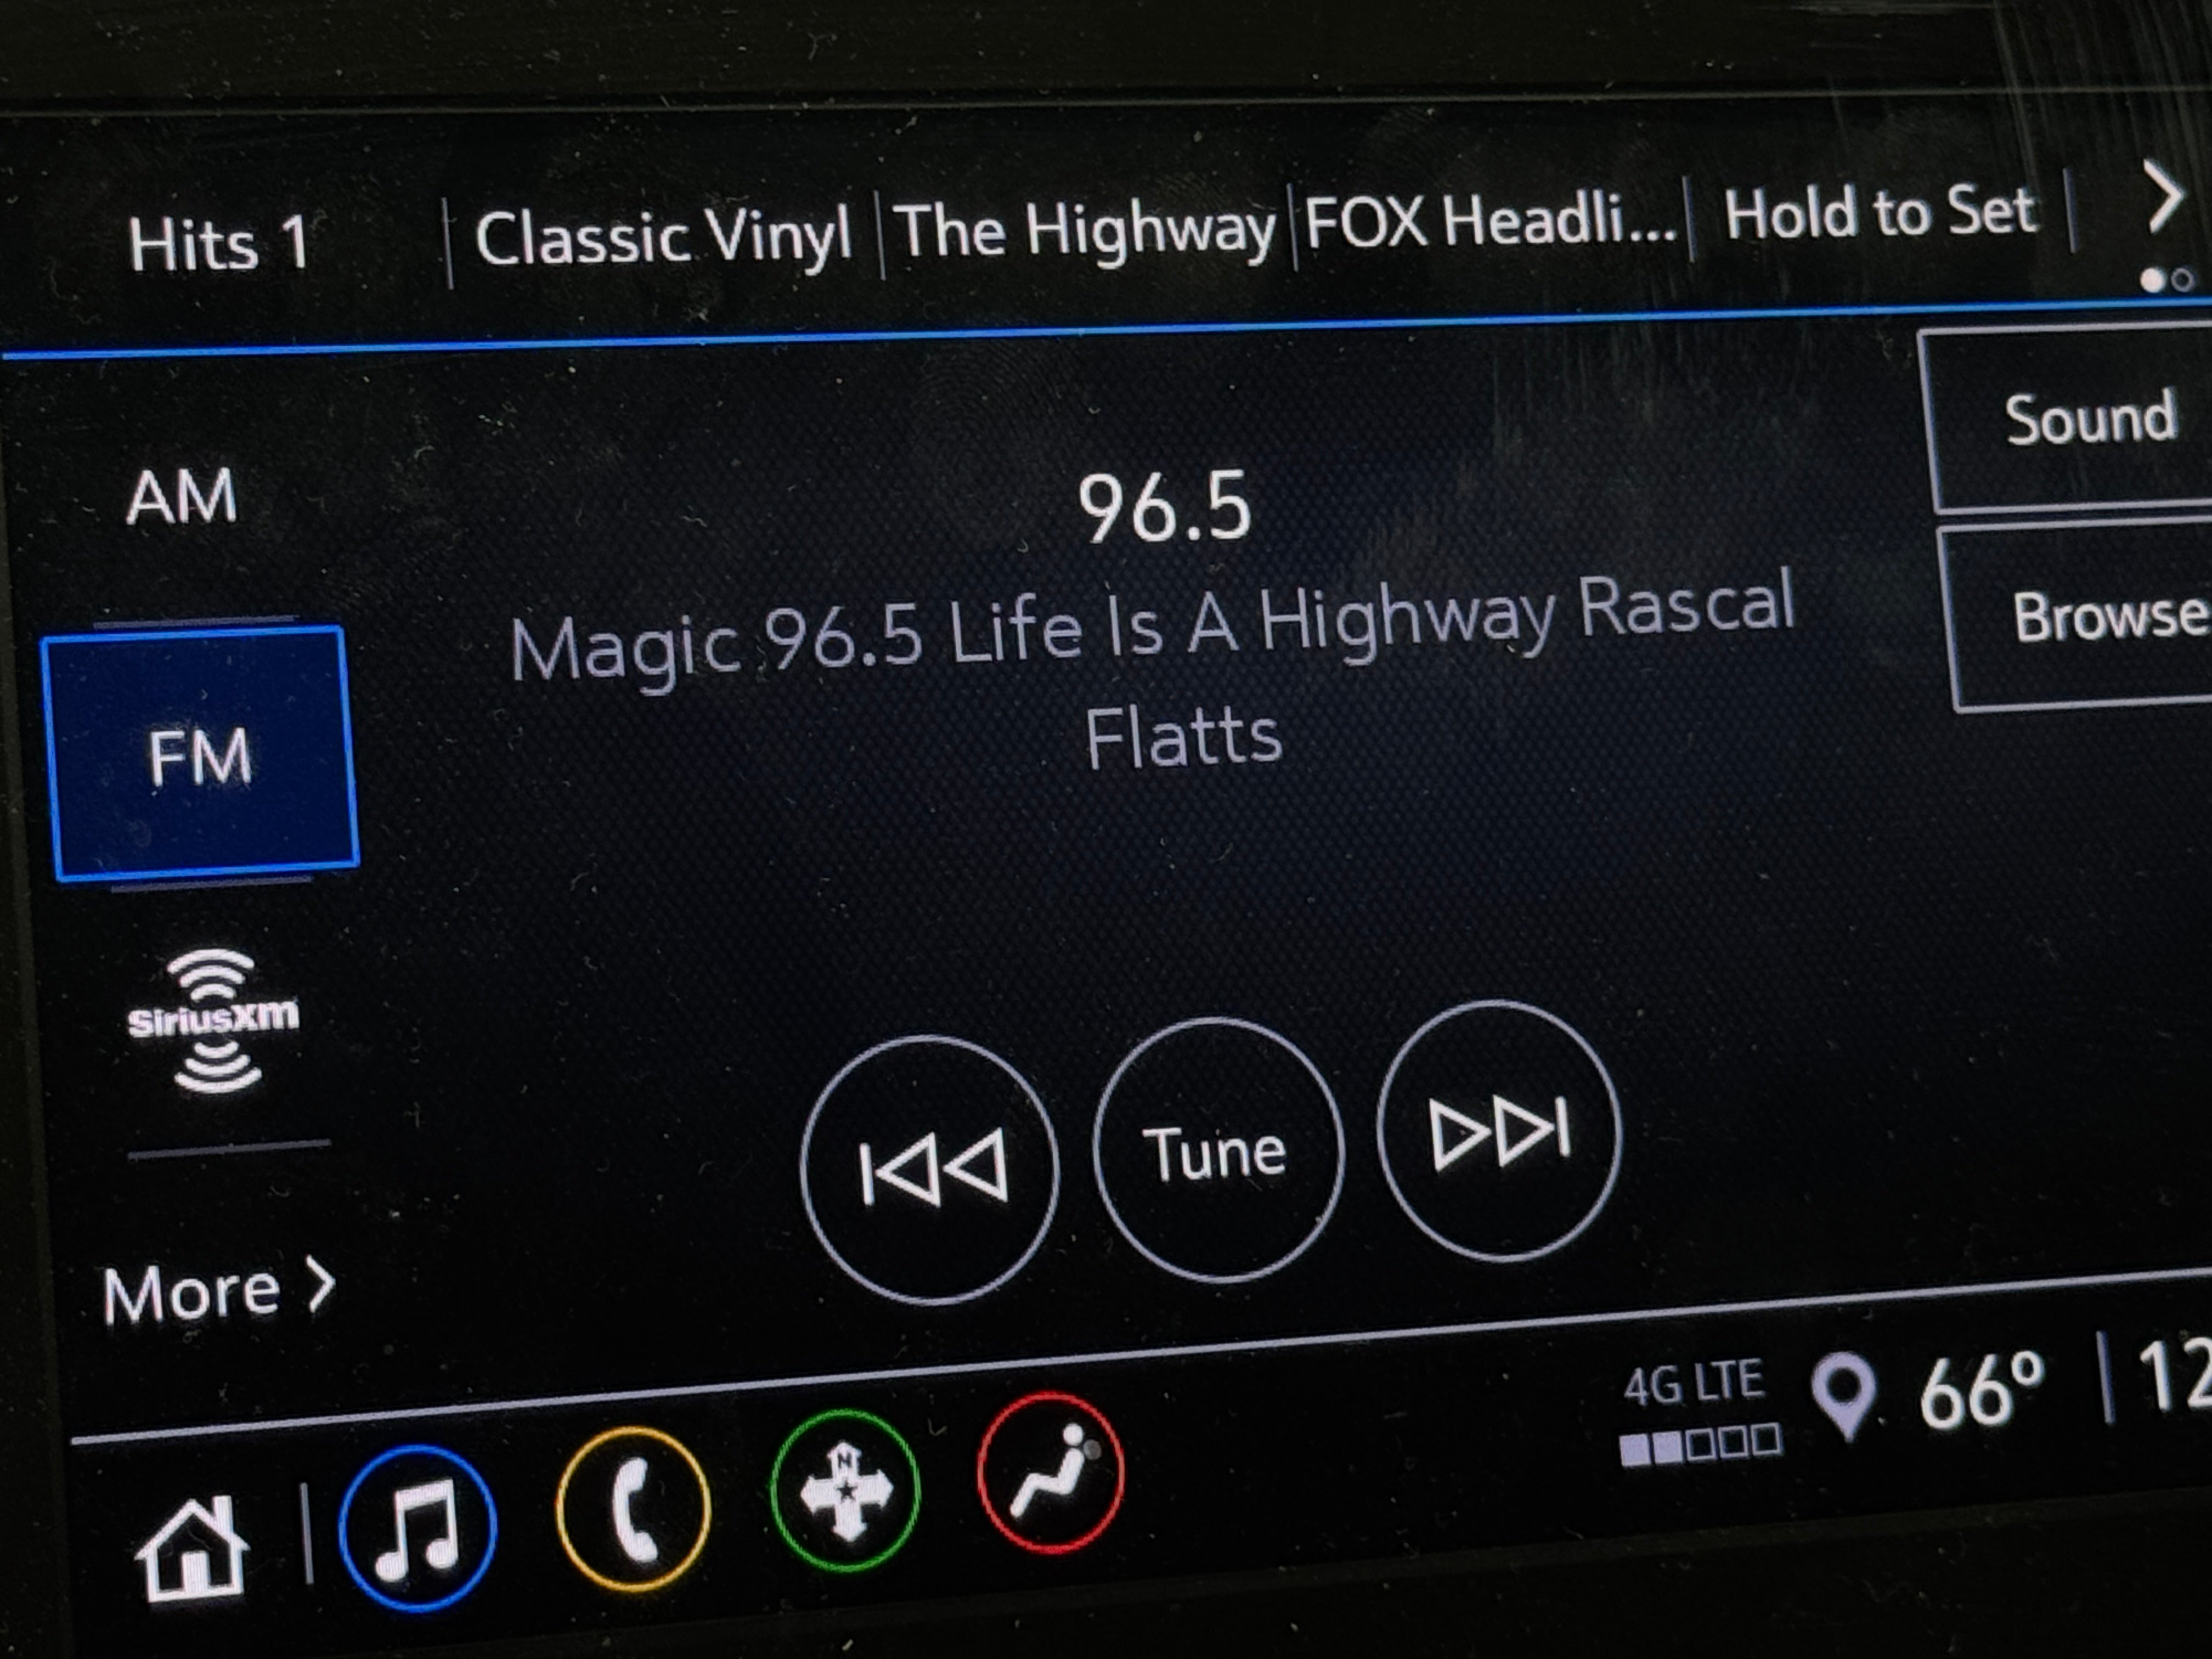 Hits 1
Classic Vinyl
The Highway
FOX Headli...
Hold to Set
Sound
AM
96.5
Browse
Magic 96.5 Life Is A Highway Rascal
Flatts
FM
SiriusXm
Tune
More
4G LTE
66°
12
N